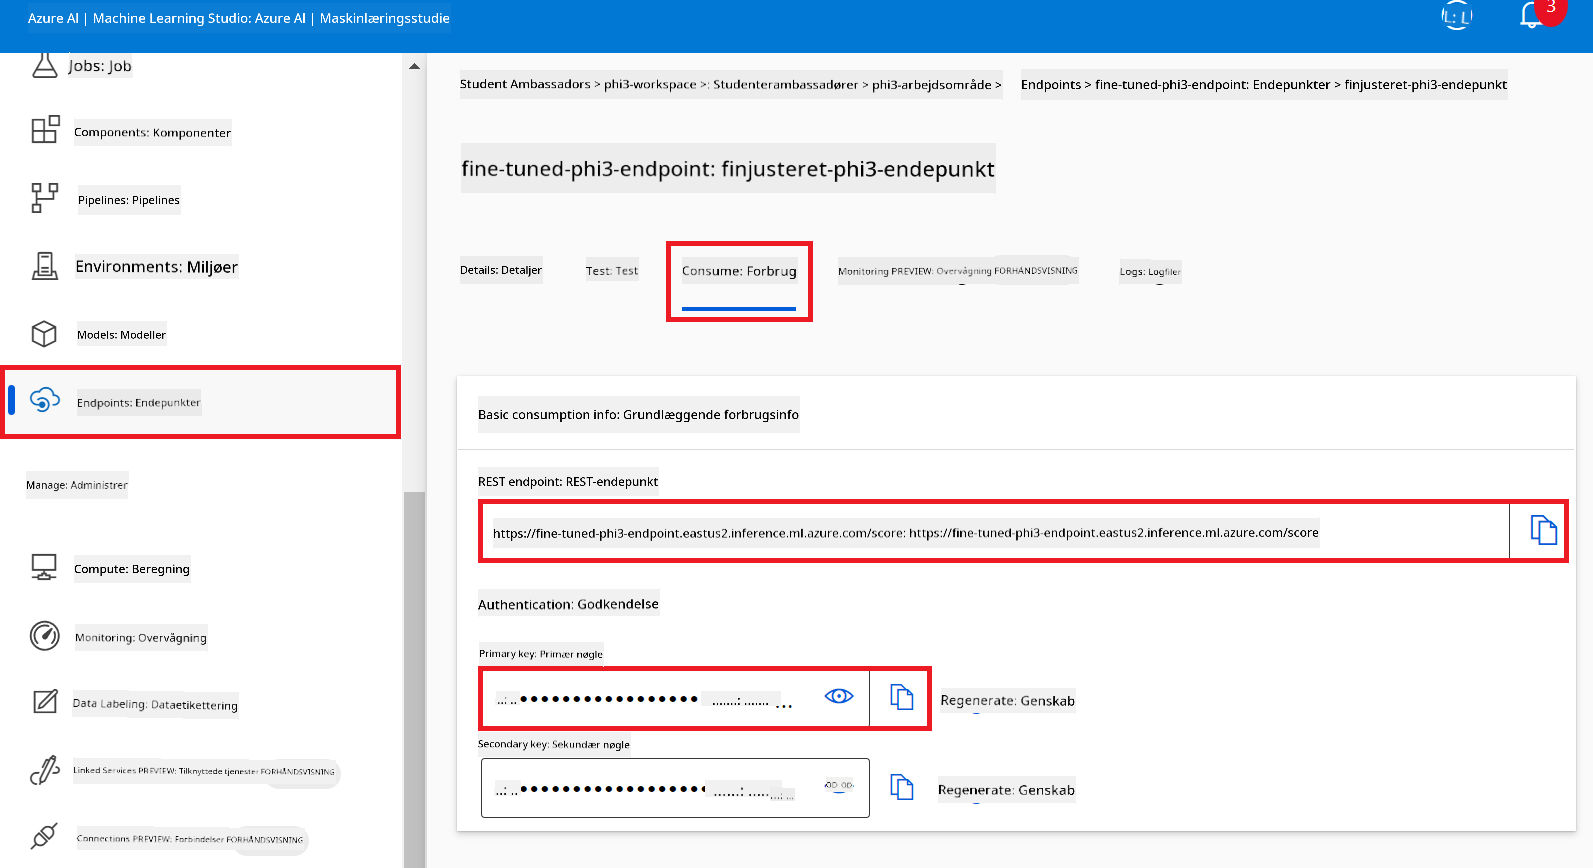 Azure AI | Machine Learning Studio: Azure AI | Maskinlæringsstudie
3
Jobs: Job
Components: Komponenter
Pipelines: Pipelines
Environments: Miljøer
Models: Modeller
Endpoints: Endepunkter
Manage: Administrer
Compute: Beregning
Monitoring: Overvågning
Data Labeling: Dataetikettering
Linked Services PREVIEW: Tilknyttede tjenester FORHÅNDSVISNING
Connections PREVIEW: Forbindelser FORHÅNDSVISNING
Student Ambassadors > phi3-workspace >: Studenterambassadører > phi3-arbejdsområde > Endpoints > fine-tuned-phi3-endpoint: Endepunkter > finjusteret-phi3-endepunkt
fine-tuned-phi3-endpoint: finjusteret-phi3-endepunkt
Details: Detaljer Test: Test Consume: Forbrug Monitoring PREVIEW: Overvågning FORHÅNDSVISNING Logs: Logfiler
Basic consumption info: Grundlæggende forbrugsinfo
REST endpoint: REST-endepunkt
https://fine-tuned-phi3-endpoint.eastus2.inference.ml.azure.com/score: https://fine-tuned-phi3-endpoint.eastus2.inference.ml.azure.com/score
Authentication: Godkendelse
Primary key: Primær nøgle
Regenerate: Genskab
Secondary key: Sekundær nøgle
Regenerate: Genskab